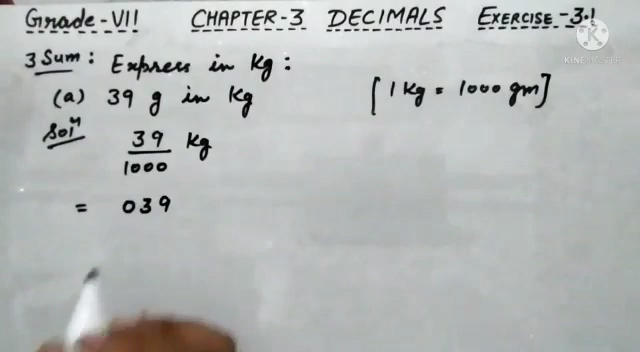 Grade-VII CHAPTER-3 DECIMALS EXERCISE-3.1
KINEMASTER
3 Sum: Express in Kg:
(a) 39 g in Kg [1 Kg = 1000 gm]
Solⁿ 39/1000 Kg
= 039